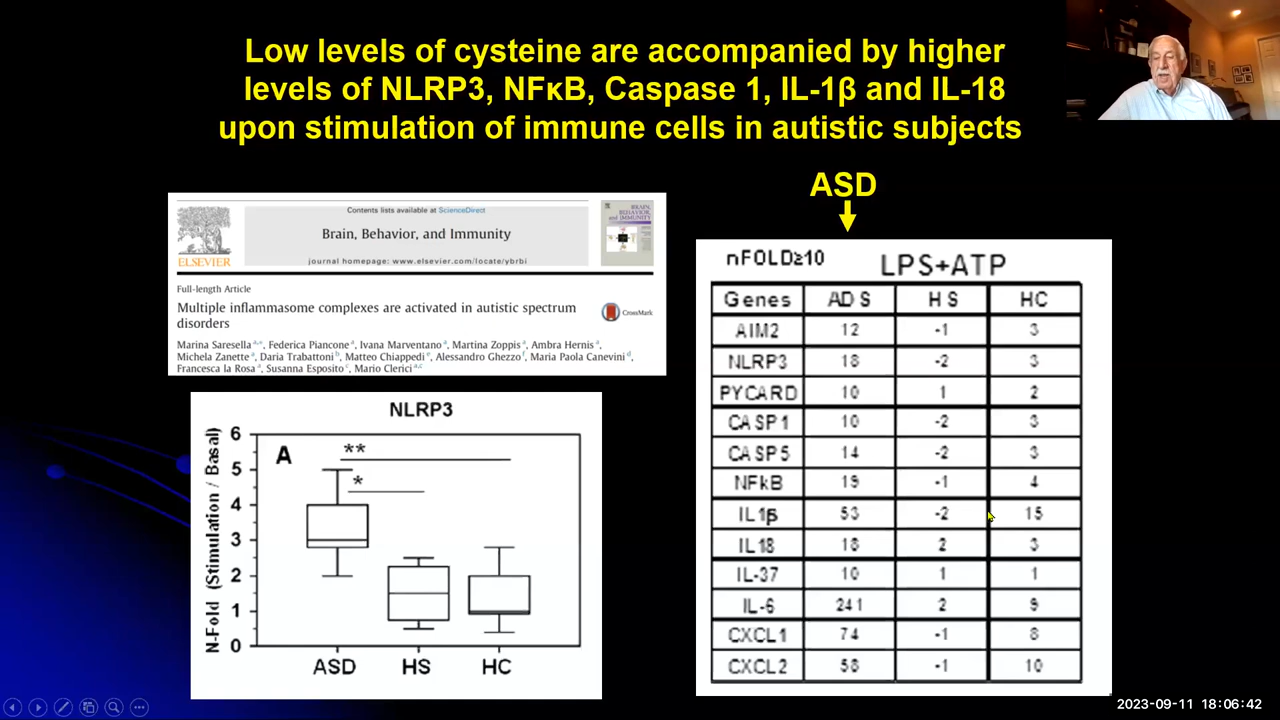 Low levels of cysteine are accompanied by higher
levels of NLRP3, NFκB, Caspase 1, IL-1β and IL-18
upon stimulation of immune cells in autistic subjects
ASD
Contents lists available at ScienceDirect
Brain, Behavior, and Immunity
journal homepage: www.elsevier.com/locate/ybrbi
ELSEVIER
BRAIN,
BEHAVIOR,
and IMMUNITY
Full-length Article
Multiple inflammasome complexes are activated in autistic spectrum
disorders
CrossMark
Marina Saresella a,*, Federica Piancone a, Ivana Marventano a, Martina Zoppis a, Ambra Hernis a,
Michela Zanette a, Daria Trabattoni b, Matteo Chiappedi e, Alessandro Ghezzo f, Maria Paola Canevini d,
Francesca la Rosa a, Susanna Esposito c, Mario Clerici a,c
NLRP3
A
**
*
N-Fold (Stimulation / Basal)
6
5
4
3
2
1
0
ASD HS HC
nFOLD≥10 LPS+ATP
Genes ADS HS HC
AIM2 12 -1 3
NLRP3 18 -2 3
PYCARD 10 1 2
CASP1 10 -2 3
CASP5 14 -2 3
NFkB 19 -1 4
IL1β 53 -2 15
IL18 18 2 3
IL-37 10 1 1
IL-6 241 2 9
CXCL1 74 -1 8
CXCL2 58 -1 10
2023-09-11 18:06:42